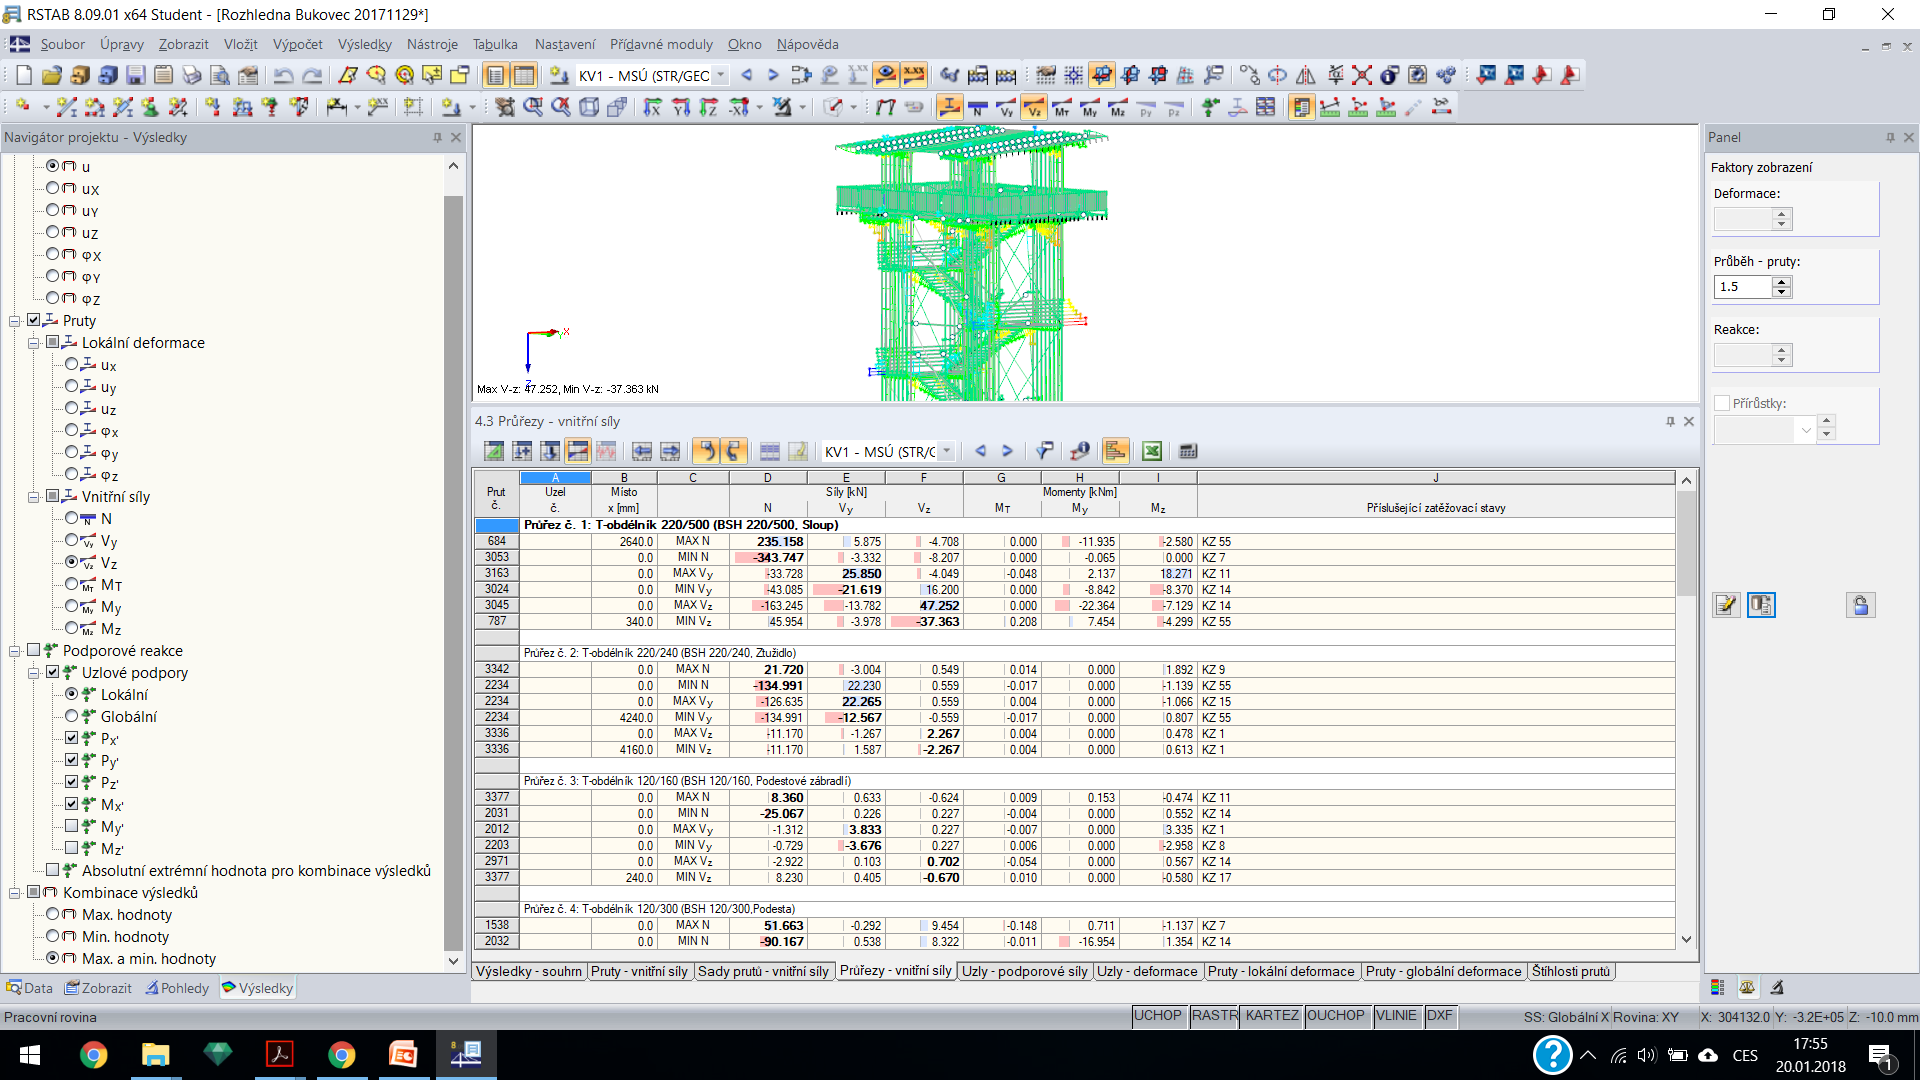 RSTAB 8.09.01 x64 Student - [Rozhledna Bukovec 20171129*]
Soubor Úpravy Zobrazit Vložit Výpočet Výsledky Nástroje Tabulka Nastavení Přídavné moduly Okno Nápověda
KV1 - MSÚ (STR/GEC
Navigátor projektu - Výsledky
u
uX
uY
uZ
φX
φY
φZ
Pruty
Lokální deformace
ux
uy
uz
φx
φy
φz
Vnitřní síly
N
Vy
Vz
MT
My
Mz
Podporové reakce
Uzlové podpory
Lokální
Globální
Px'
Py'
Pz'
Mx'
My'
Mz'
Absolutní extrémní hodnota pro kombinace výsledků
Kombinace výsledků
Max. hodnoty
Min. hodnoty
Max. a min. hodnoty
Data Zobrazit Pohledy Výsledky
X
Z
Max V-z: 47.252, Min V-z: -37.363 kN
4.3 Průřezy - vnitřní síly
KV1 - MSÚ (STR/G
A B C D E F G H I J
Prut Uzel Místo Síly [kN] Momenty [kNm]
č. č. x [mm] N Vy Vz MT My Mz Příslušející zatěžovací stavy
Průřez č. 1: T-obdélník 220/500 (BSH 220/500, Sloup)
684 2640.0 MAX N 235.158 5.875 -4.708 0.000 -11.935 -2.580 KZ 55
3053 0.0 MIN N -343.747 -3.332 -8.207 0.000 -0.065 0.000 KZ 7
3163 0.0 MAX Vy -33.728 25.850 -4.049 -0.048 2.137 18.271 KZ 11
3024 0.0 MIN Vy -43.085 -21.619 16.200 0.000 -8.842 -8.370 KZ 14
3045 0.0 MAX Vz -163.245 -13.782 47.252 0.000 -22.364 -7.129 KZ 14
787 340.0 MIN Vz 45.954 -3.978 -37.363 0.208 7.454 -4.299 KZ 55
Průřez č. 2: T-obdélník 220/240 (BSH 220/240, Ztužidlo)
3342 0.0 MAX N 21.720 -3.004 0.549 0.014 0.000 1.892 KZ 9
2234 0.0 MIN N -134.991 22.230 0.559 -0.017 0.000 -1.139 KZ 55
2234 0.0 MAX Vy -126.635 22.265 0.559 0.004 0.000 -1.066 KZ 15
2234 4240.0 MIN Vy -134.991 -12.567 -0.559 -0.017 0.000 0.807 KZ 55
3336 0.0 MAX Vz -11.170 -1.267 2.267 0.004 0.000 0.478 KZ 1
3336 4160.0 MIN Vz -11.170 1.587 -2.267 0.004 0.000 0.613 KZ 1
Průřez č. 3: T-obdélník 120/160 (BSH 120/160, Podestové zábradlí)
3377 0.0 MAX N 8.360 0.633 -0.624 0.009 0.153 -0.474 KZ 11
2031 0.0 MIN N -25.067 0.226 0.227 -0.004 0.000 0.552 KZ 14
2012 0.0 MAX Vy -1.312 3.833 0.227 -0.007 0.000 3.335 KZ 1
2203 0.0 MIN Vy -0.729 -3.676 0.227 0.006 0.000 -2.958 KZ 8
2971 0.0 MAX Vz -2.922 0.103 0.702 -0.054 0.000 0.567 KZ 14
3377 240.0 MIN Vz 8.230 0.405 -0.670 0.010 0.000 -0.580 KZ 17
Průřez č. 4: T-obdélník 120/300 (BSH 120/300,Podesta)
1538 0.0 MAX N 51.663 -0.292 9.454 -0.148 0.711 -1.137 KZ 7
2032 0.0 MIN N -90.167 0.538 8.322 -0.011 -16.954 1.354 KZ 14
Výsledky - souhrn Pruty - vnitřní síly Sady prutů - vnitřní síly Průřezy - vnitřní síly Uzly - podporové síly Uzly - deformace Pruty - lokální deformace Pruty - globální deformace Štíhlosti prutů
Panel
Faktory zobrazení
Deformace:
Průběh - pruty:
1.5
Reakce:
Přírůstky:
Pracovní rovina
UCHOP RASTR KARTEZ OUCHOP VLINIE DXF
SS: Globální X Rovina: XY X: 304132.0 Y: -3.2E+05 Z: -10.0 mm
CES
17:55
20.01.2018
1